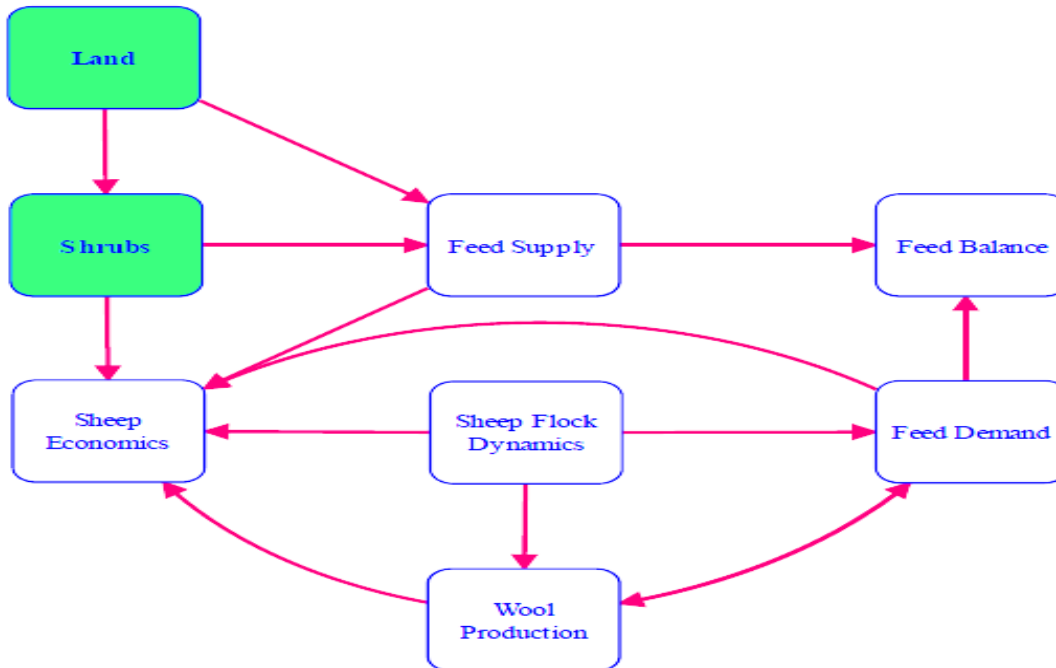 Land
Shrubs
Feed Supply
Feed Balance
Sheep
Economics
Sheep Flock
Dynamics
Feed Demand
Wool
Production